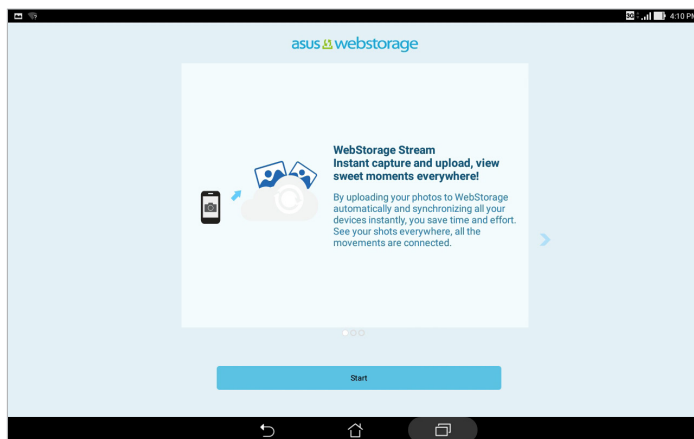 3G 4:10 PM
asus webstorage
WebStorage Stream
Instant capture and upload, view
sweet moments everywhere!
By uploading your photos to WebStorage
automatically and synchronizing all your
devices instantly, you save time and effort.
See your shots everywhere, all the
movements are connected.
Start